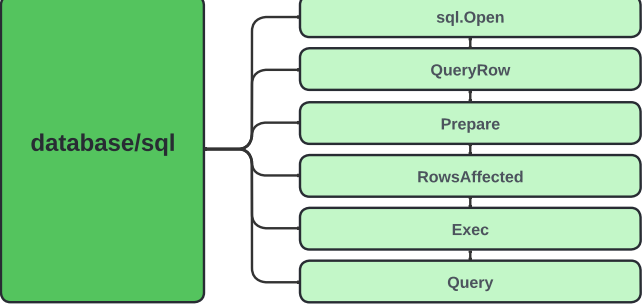 database/sql
sql.Open
QueryRow
Prepare
RowsAffected
Exec
Query